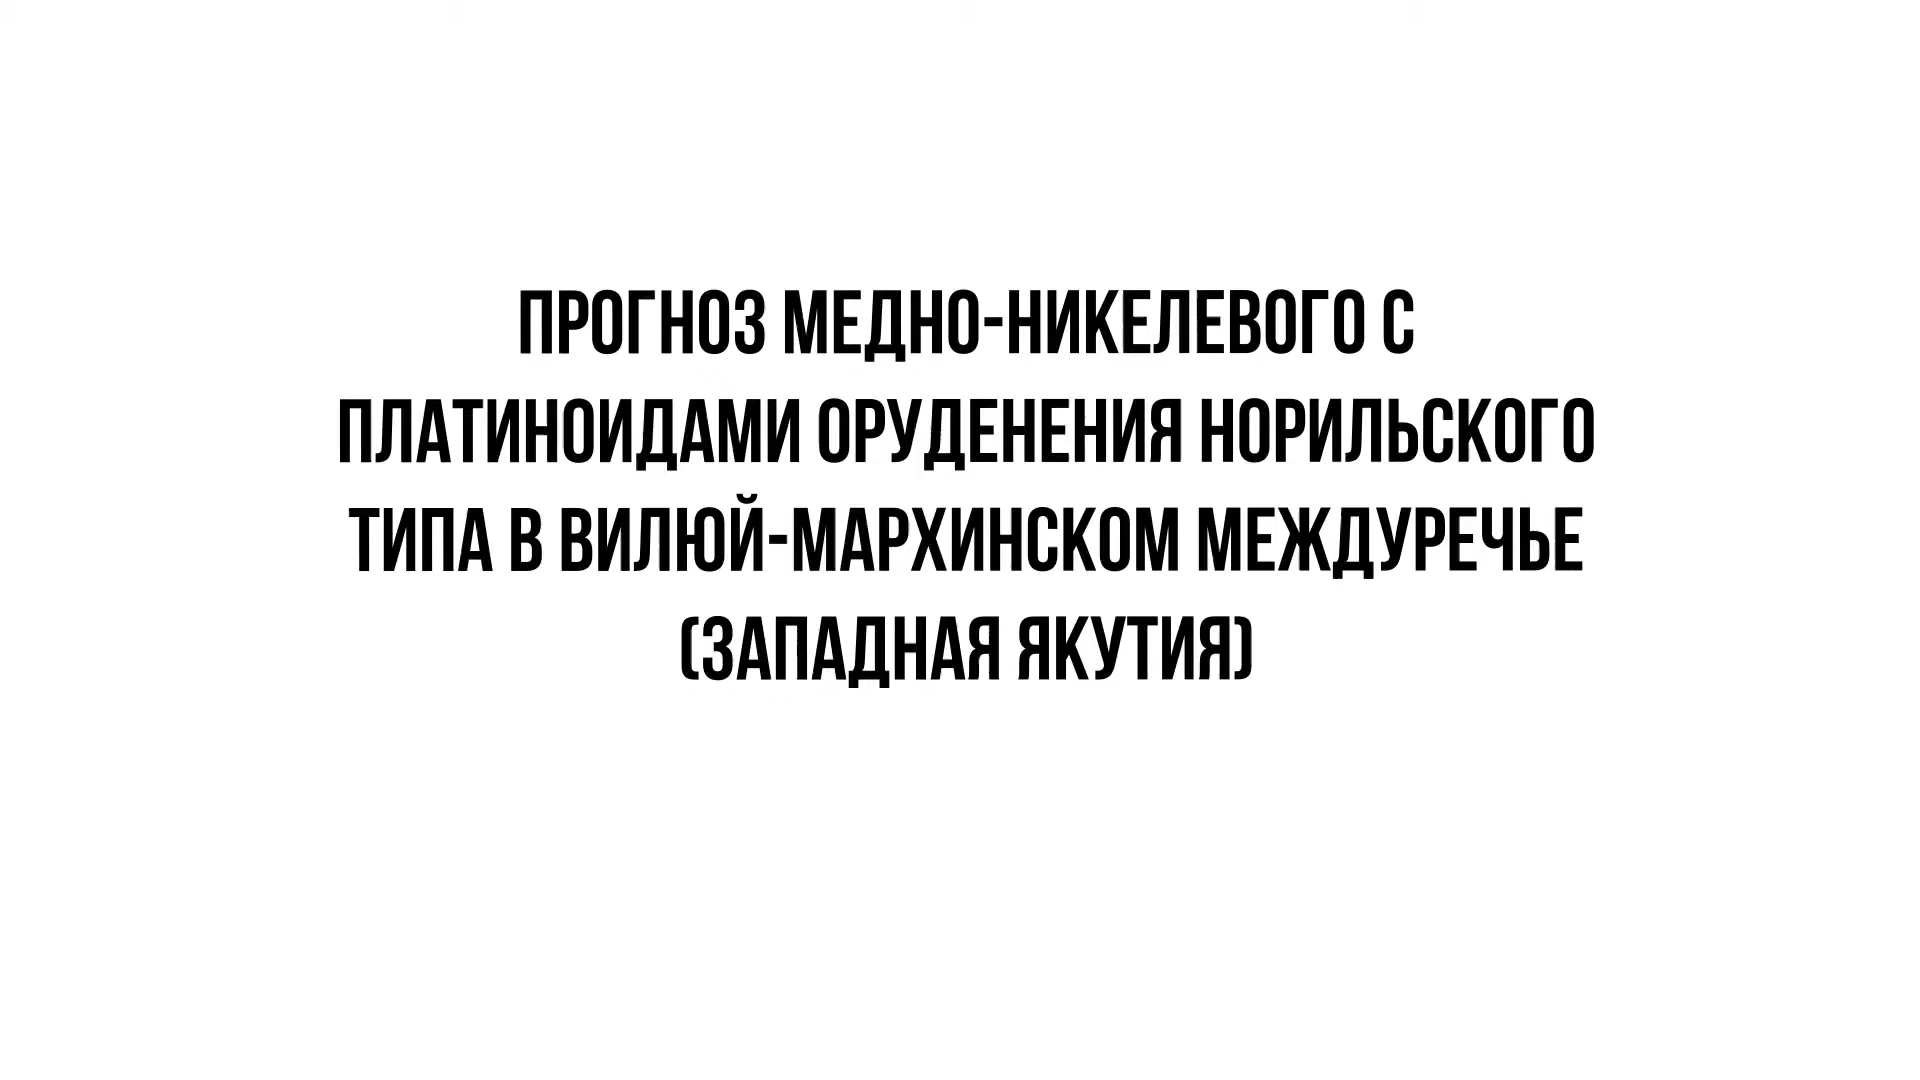 ПРОГНОЗ МЕДНО-НИКЕЛЕВОГО С
ПЛАТИНОИДАМИ ОРУДЕНЕНИЯ НОРИЛЬСКОГО
ТИПА В ВИЛЮЙ-МАРХИНСКОМ МЕЖДУРЕЧЬЕ
(ЗАПАДНАЯ ЯКУТИЯ)